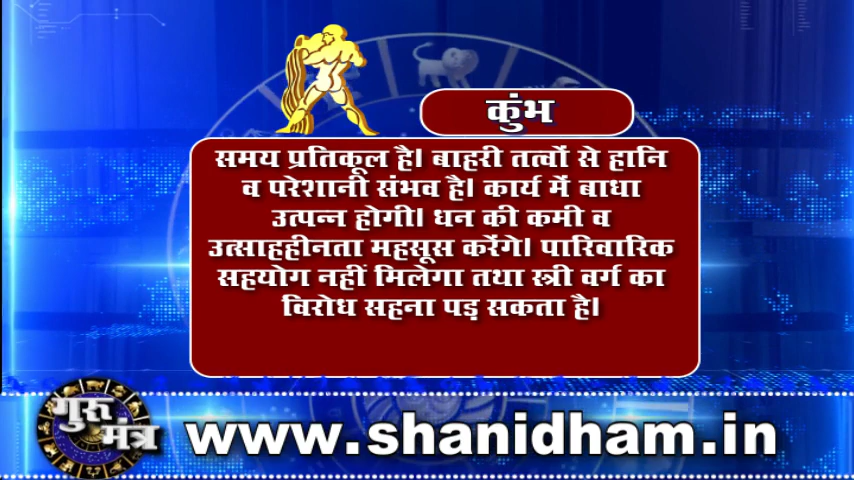 कुंभ
समय प्रतिकूल है। बाहरी तत्वों से हानि
व परेशानी संभव है। कार्य में बाधा
उत्पन्न होगी। धन की कमी व
उत्साहहीनता महसूस करेंगे। पारिवारिक
सहयोग नहीं मिलेगा तथा स्त्री वर्ग का
विरोध सहना पड़ सकता है।
गुरु
मंत्र
www.shanidham.in